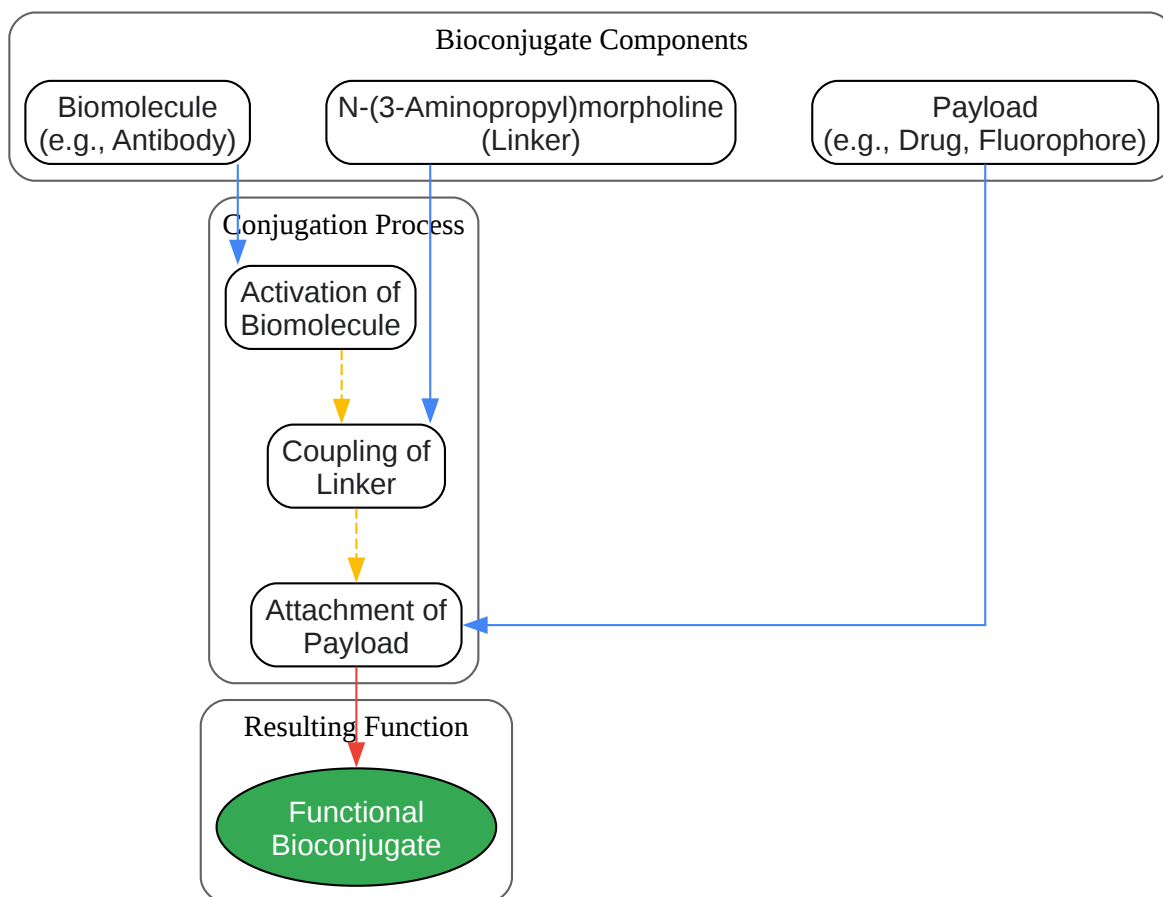 Bioconjugate Components
Biomolecule
(e.g., Antibody)
N-(3-Aminopropyl)morpholine
(Linker)
Payload
(e.g., Drug, Fluorophore)
Conjugation Process
Activation of
Biomolecule
Coupling of
Linker
Attachment of
Payload
Resulting Function
Functional
Bioconjugate